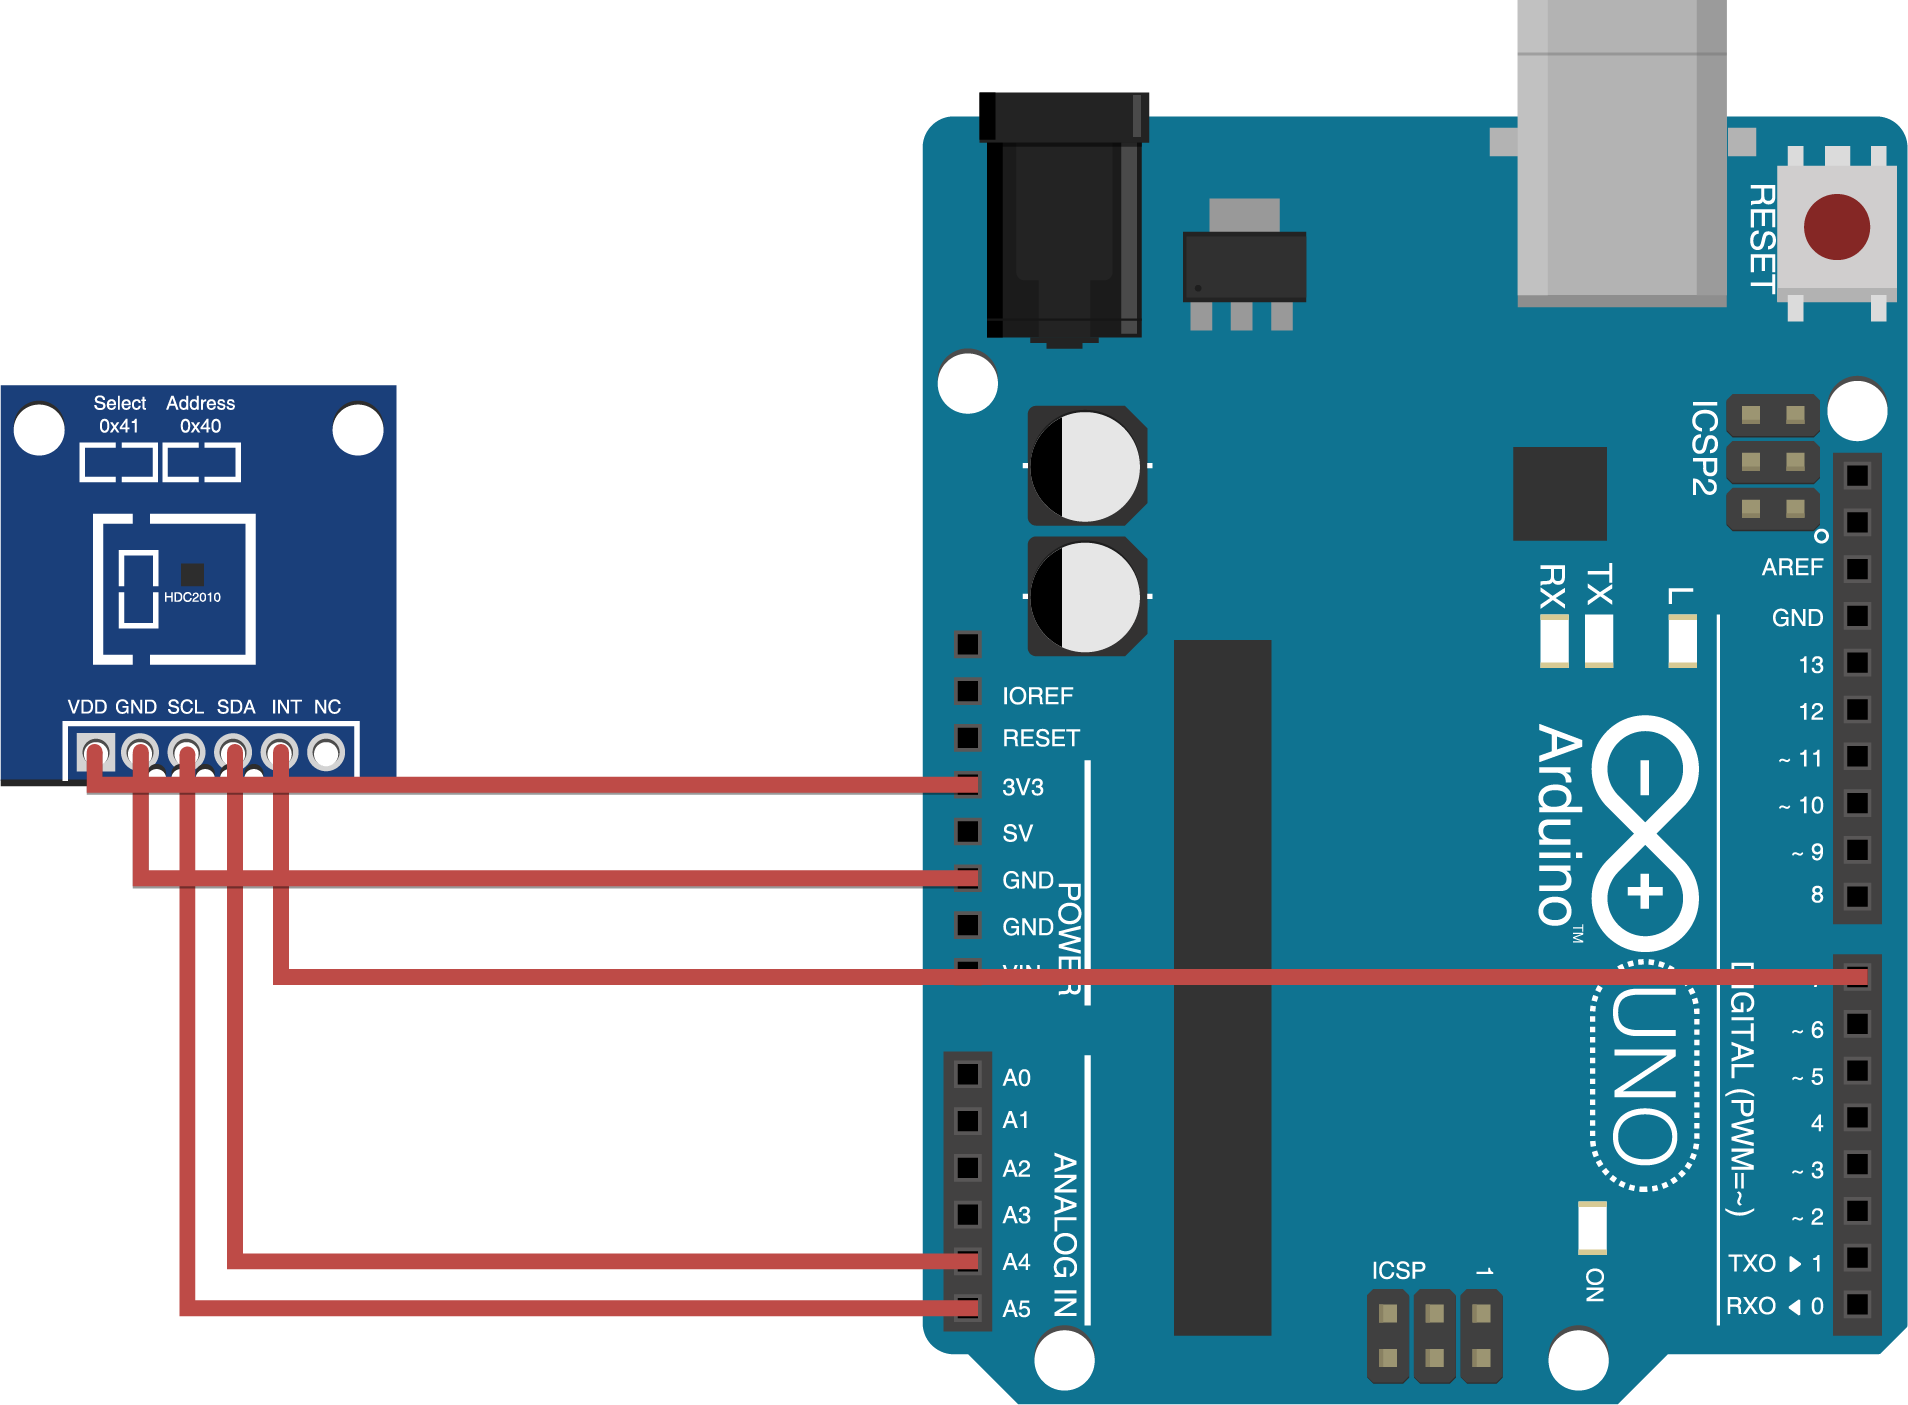 Select Address
0x41 0x40
HDC2010
VDD GND SCL SDA INT NC
RESET
ICSP2
RX TX L
IOREF
RESET
3V3
SV
GND
GND
POWER
A0
A1
A2
A3
A4
A5
ANALOG IN
Arduino™
UNO
AREF
GND
13
12
~ 11
~ 10
~ 9
8
~ 6
~ 5
4
~ 3
~ 2
TXO ▶ 1
RXO ◀ 0
DIGITAL (PWM=~)
ON
ICSP 1